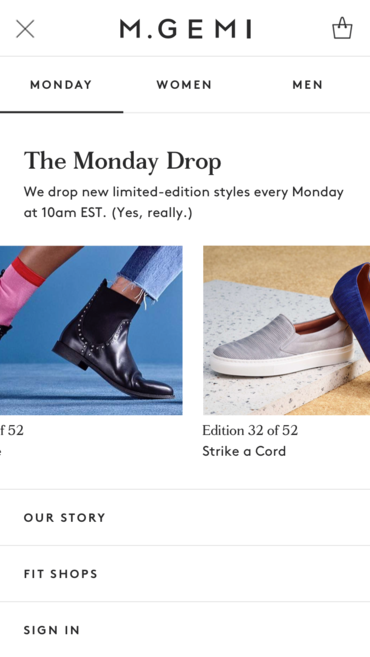 M.GEMI
MONDAY
WOMEN
MEN
The Monday Drop
We drop new limited-edition styles every Monday
at 10am EST. (Yes, really.)
of 52
Edition 32 of 52
Strike a Cord
OUR STORY
FIT SHOPS
SIGN IN